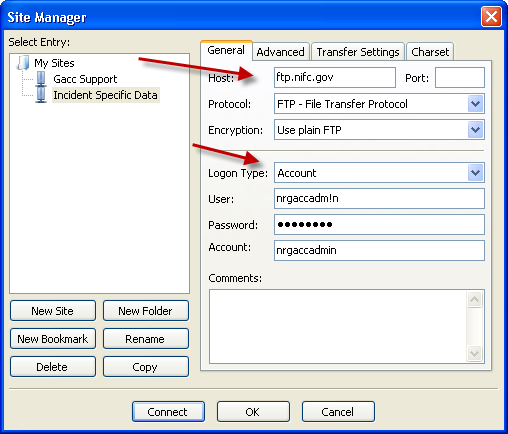 Site Manager
Select Entry:
My Sites
Gacc Support
Incident Specific Data
New Site
New Folder
New Bookmark
Rename
Delete
Copy
General
Advanced
Transfer Settings
Charset
Host:
ftp.nifc.gov
Port:
Protocol:
FTP - File Transfer Protocol
Encryption:
Use plain FTP
Logon Type:
Account
User:
nrgaccadm!n
Password:
●●●●●●●●
Account:
nrgaccadmin
Comments:
Connect
OK
Cancel